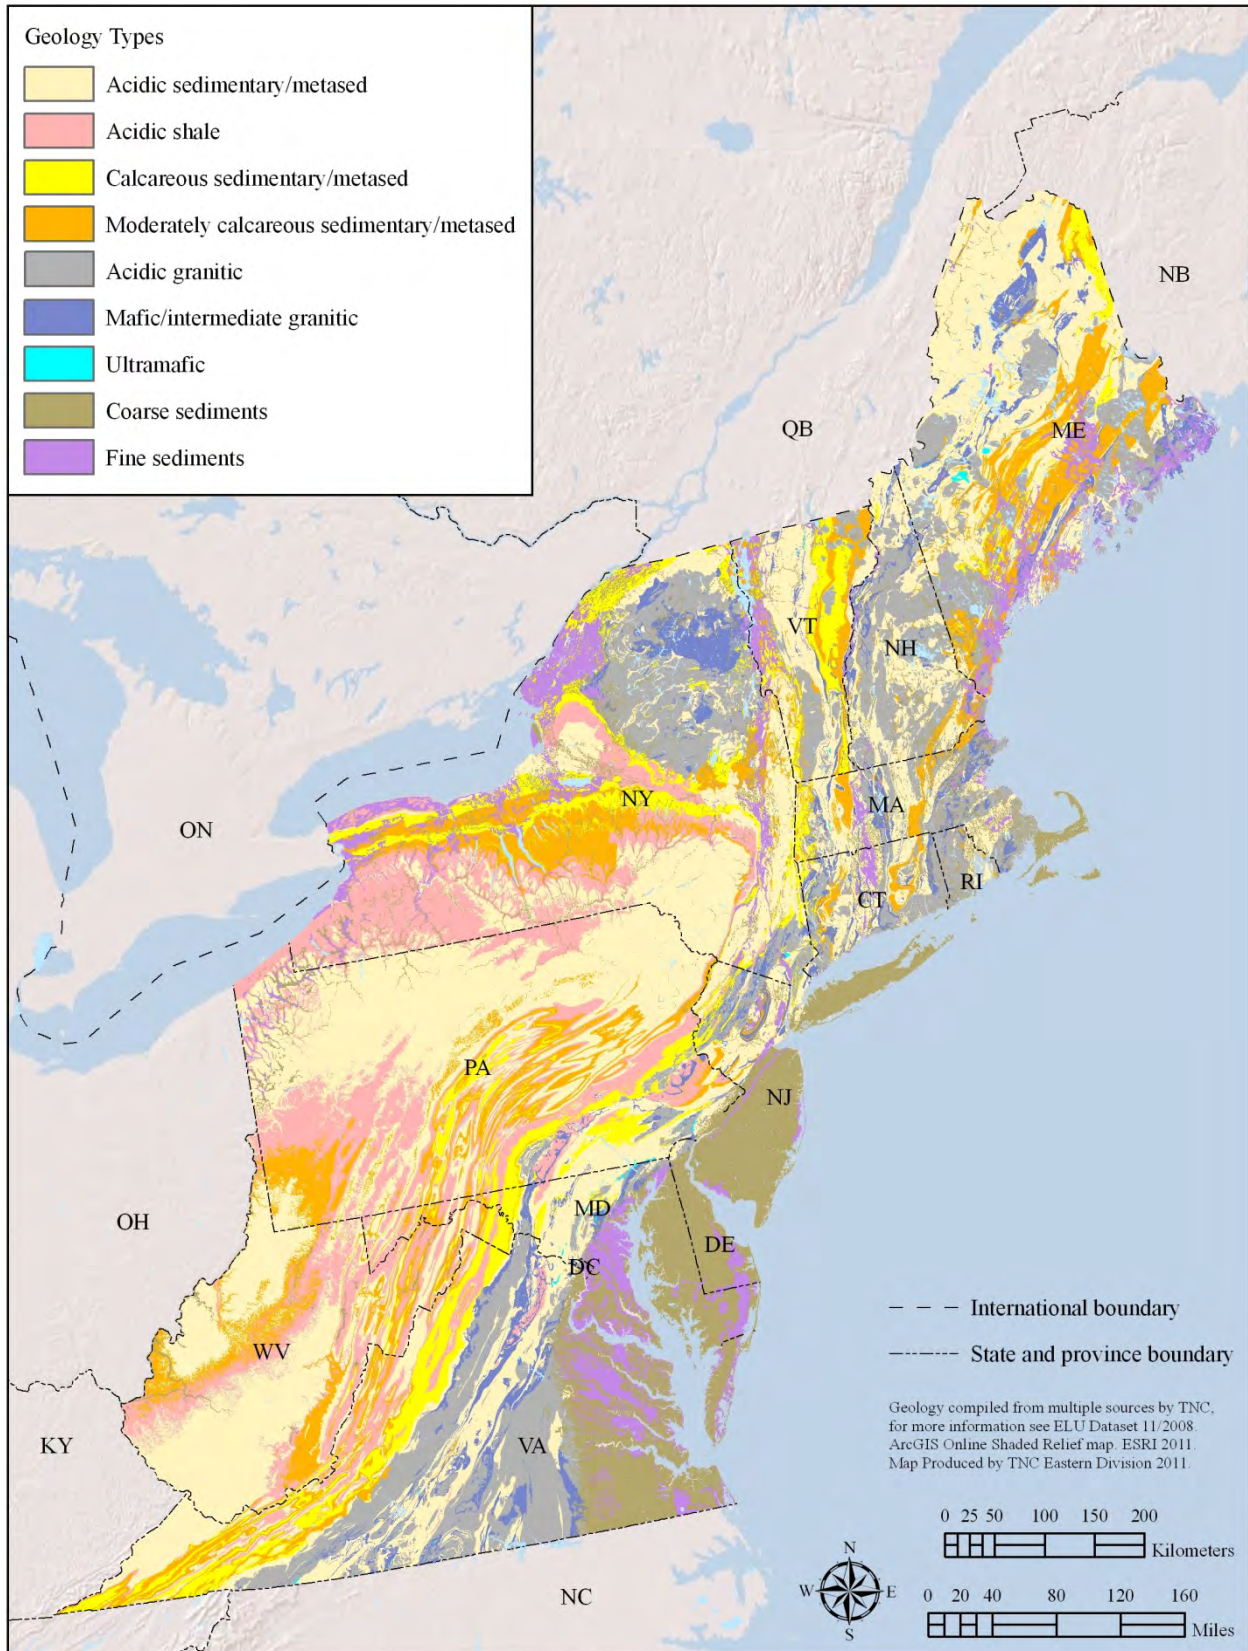 Geology Types
Acidic sedimentary/metased
Acidic shale
Calcareous sedimentary/metased
Moderately calcareous sedimentary/metased
Acidic granitic
Mafic/intermediate granitic
Ultramafic
Coarse sediments
Fine sediments
NB
QB
ME
VT
NH
NY
MA
ON
CT
RI
PA
NJ
OH
MD
DE
DC
WV
KY
VA
NC
International boundary
State and province boundary
Geology compiled from multiple sources by TNC,
for more information see ELU Dataset 11/2008.
ArcGIS Online Shaded Relief map. ESRI 2011.
Map Produced by TNC Eastern Division 2011.
0 25 50 100 150 200
Kilometers
0 20 40 80 120 160
Miles
N
W E
S